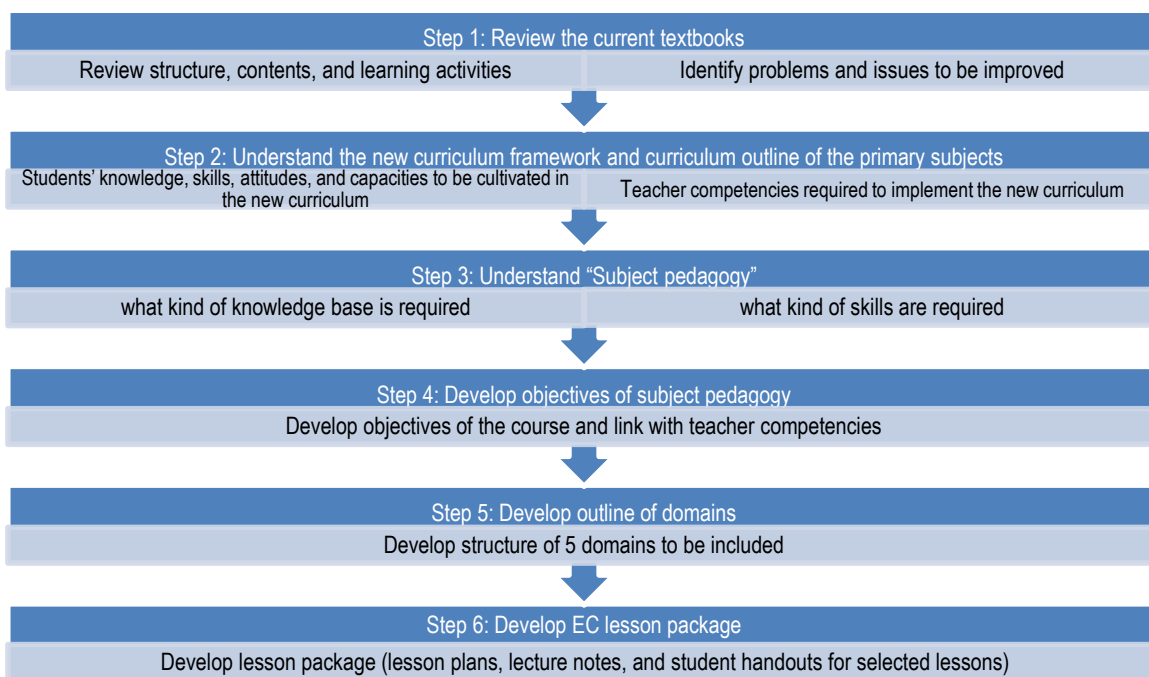 Step 1: Review the current textbooks
Review structure, contents, and learning activities
Identify problems and issues to be improved
Step 2: Understand the new curriculum framework and curriculum outline of the primary subjects
Students’ knowledge, skills, attitudes, and capacities to be cultivated in
the new curriculum
Teacher competencies required to implement the new curriculum
Step 3: Understand “Subject pedagogy”
what kind of knowledge base is required
what kind of skills are required
Step 4: Develop objectives of subject pedagogy
Develop objectives of the course and link with teacher competencies
Step 5: Develop outline of domains
Develop structure of 5 domains to be included
Step 6: Develop EC lesson package
Develop lesson package (lesson plans, lecture notes, and student handouts for selected lessons)